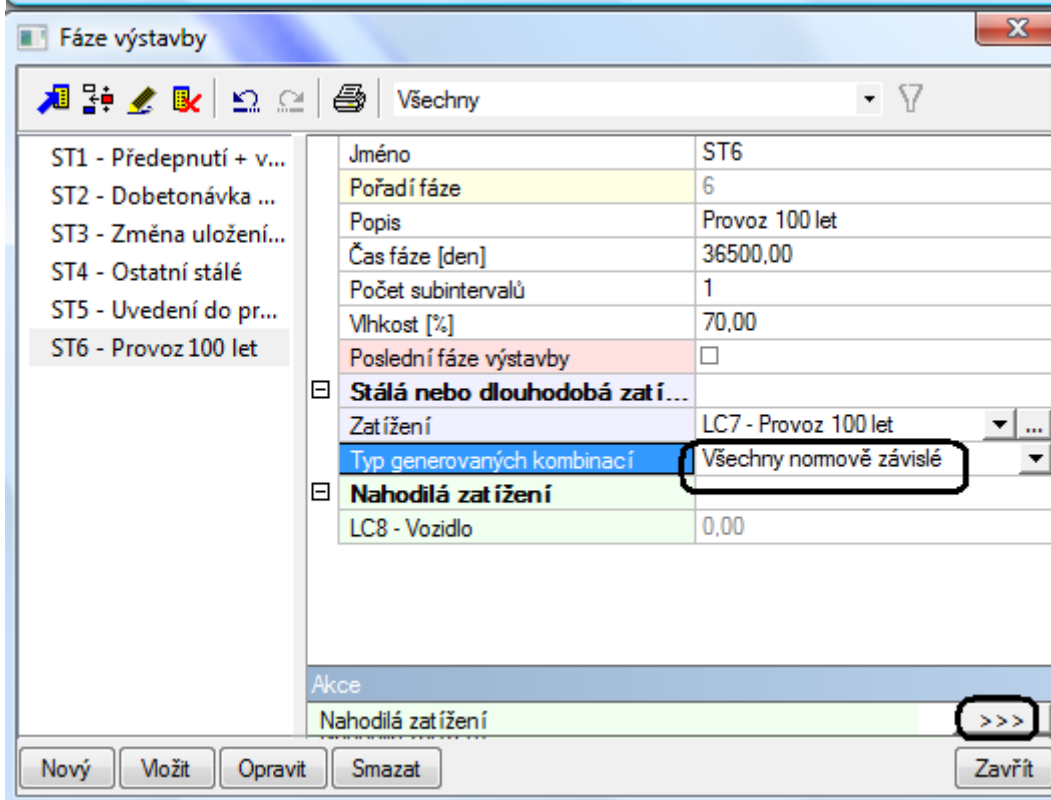 Fáze výstavby
Všechny
ST1 - Předepnutí + v...
ST2 - Dobetonávka ...
ST3 - Změna uložení...
ST4 - Ostatní stálé
ST5 - Uvedení do pr...
ST6 - Provoz 100 let
Jméno ST6
Pořadí fáze 6
Popis Provoz 100 let
Čas fáze [den] 36500,00
Počet subintervalů 1
Vlhkost [%] 70,00
Poslední fáze výstavby
Stálá nebo dlouhodobá zatí...
Zatížení LC7 - Provoz 100 let ...
Typ generovaných kombinací Všechny normově závislé
Nahodilá zatížení
LC8 - Vozidlo 0,00
Akce
Nahodilá zatížení >>>
Nový Vložit Opravit Smazat Zavřít